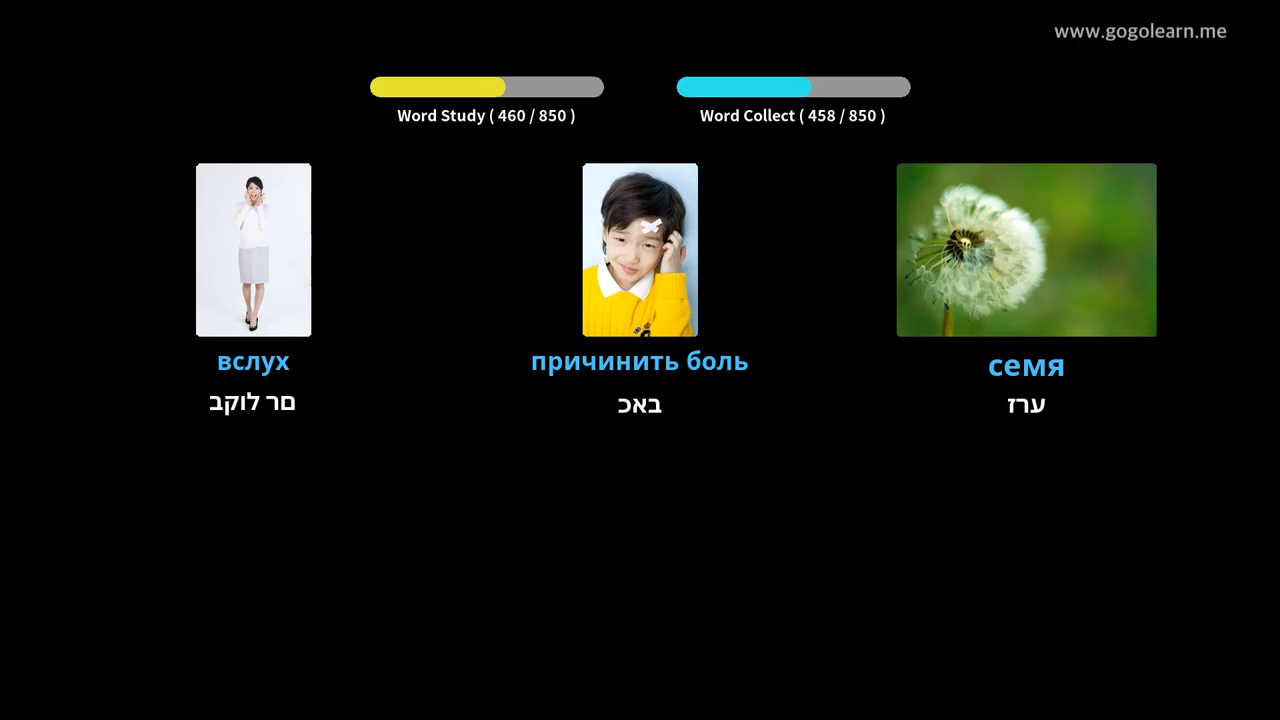 www.gogolearn.me
Word Study ( 460 / 850 )
Word Collect ( 458 / 850 )
вслух
בקול רם
причинить боль
כאב
семя
זרע